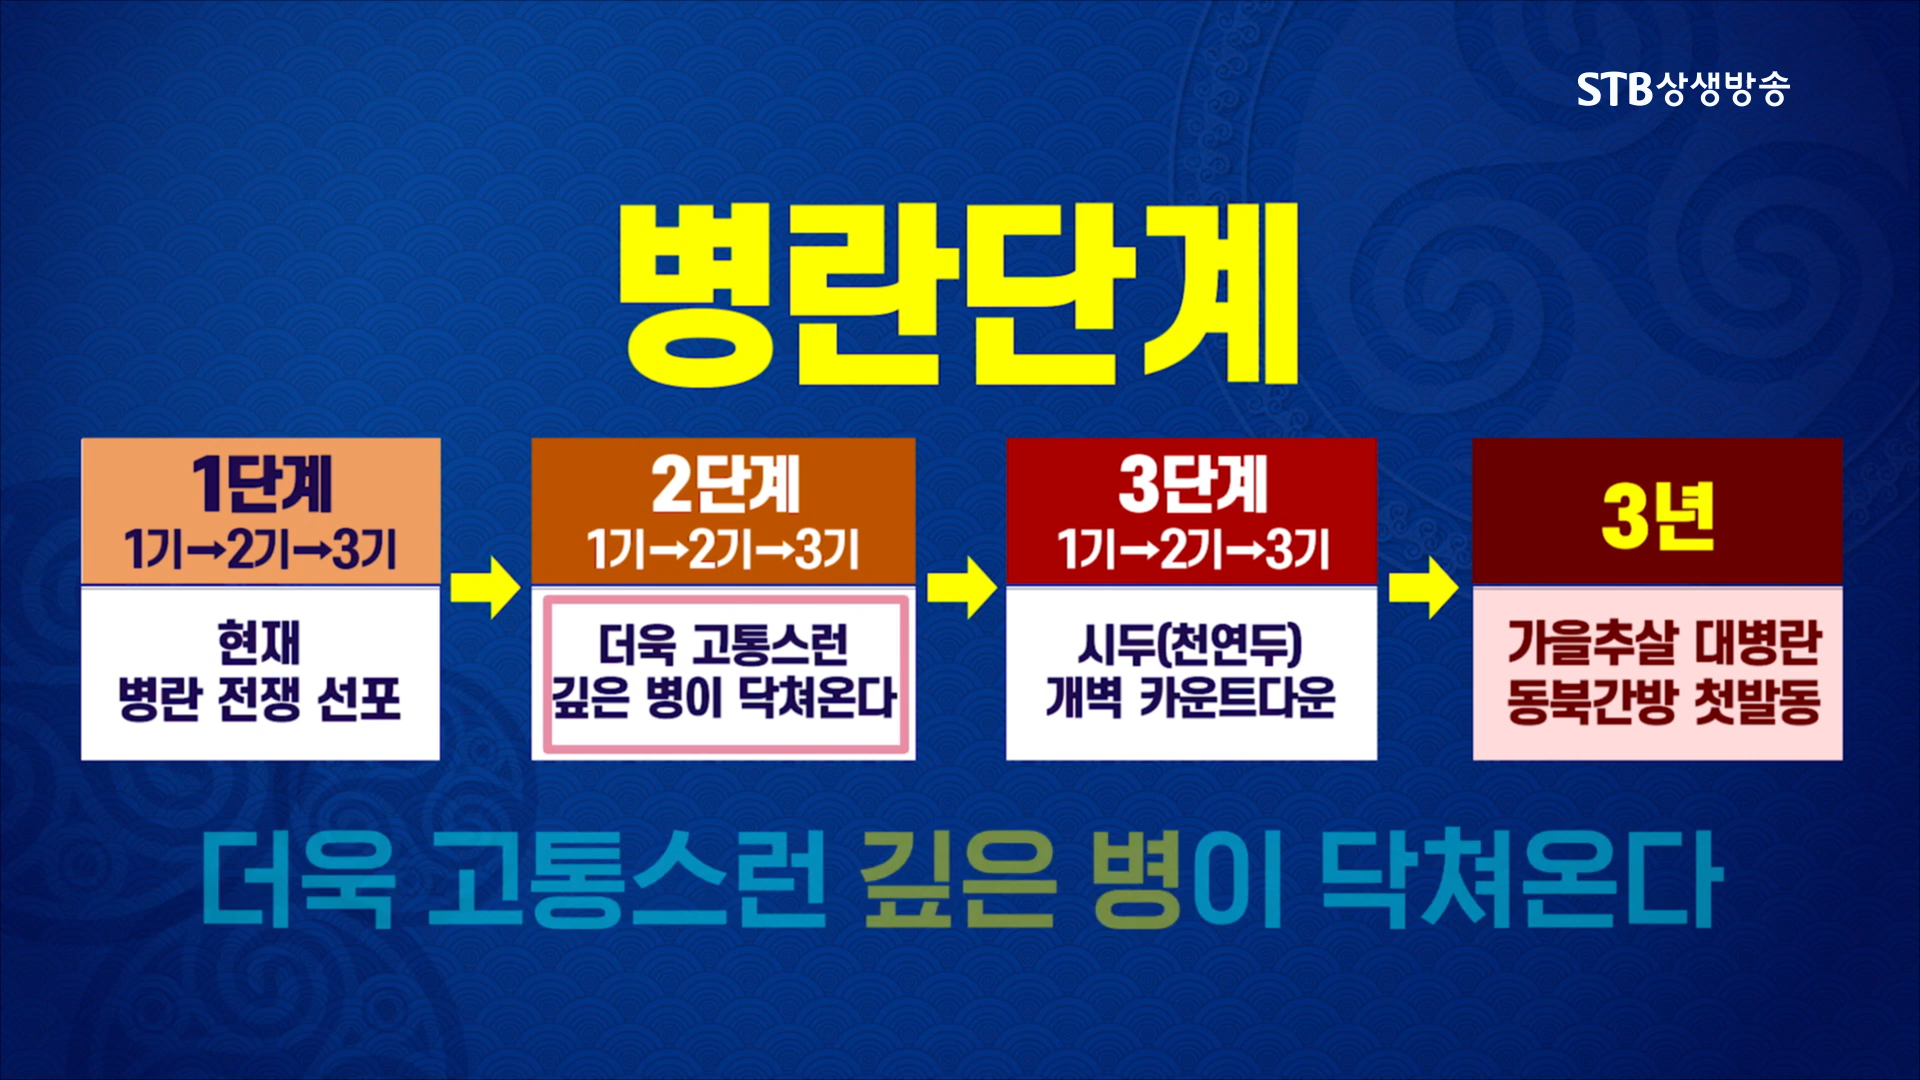 STB상생방송
병란단계
1단계
1기→2기→3기
현재
병란 전쟁 선포
2단계
1기→2기→3기
더욱 고통스런
깊은 병이 닥쳐온다
3단계
1기→2기→3기
시두(천연두)
개벽 카운트다운
3년
가을추살 대병란
동북간방 첫발동
더욱 고통스런 깊은 병이 닥쳐온다